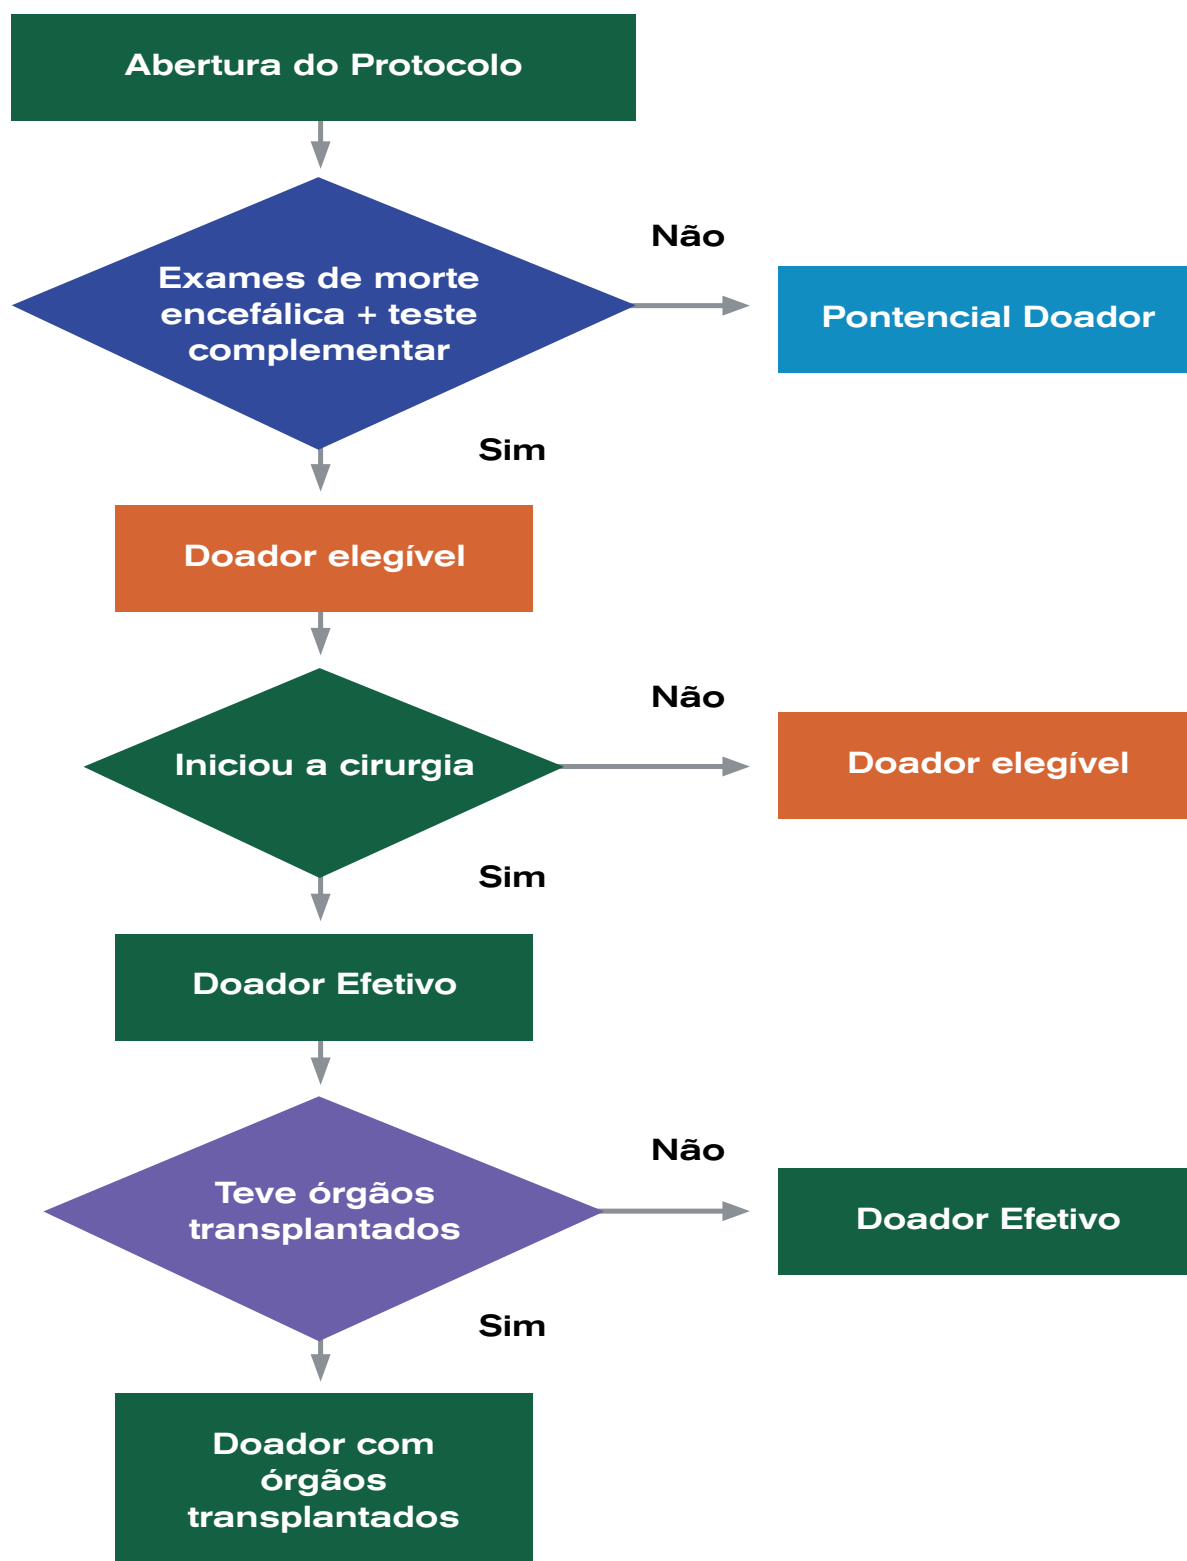 Abertura do Protocolo
Não
Exames de morte
encefálica + teste
complementar
Pontencial Doador
Sim
Doador elegível
Não
Iniciou a cirurgia
Doador elegível
Sim
Doador Efetivo
Não
Teve órgãos
transplantados
Doador Efetivo
Sim
Doador com
órgãos
transplantados